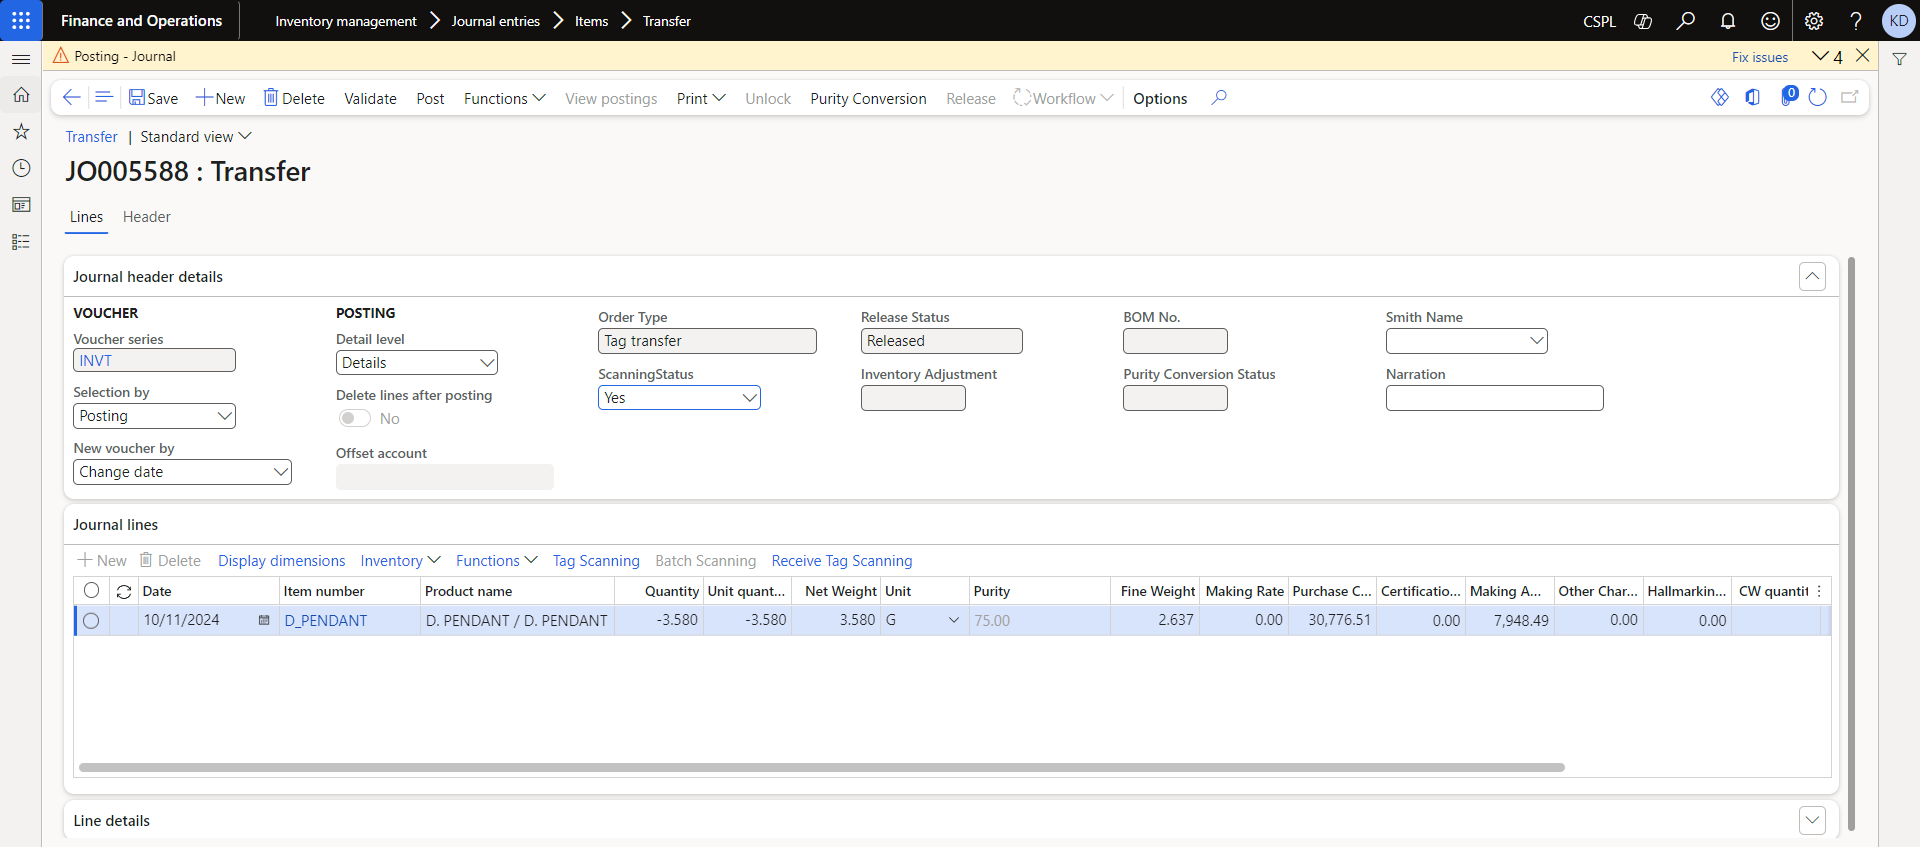 Finance and Operations
Inventory management
Journal entries
Items
Transfer
CSPL
KD
Posting - Journal
Fix issues
4
Save
New
Delete
Validate
Post
Functions
View postings
Print
Unlock
Purity Conversion
Release
Workflow
Options
0
Transfer | Standard view
JO005588 : Transfer
Lines
Header
Journal header details
VOUCHER
Voucher series
INVT
Selection by
Posting
New voucher by
Change date
POSTING
Detail level
Details
Delete lines after posting
No
Offset account
Order Type
Tag transfer
ScanningStatus
Yes
Release Status
Released
Inventory Adjustment
BOM No.
Purity Conversion Status
Smith Name
Narration
Journal lines
New
Delete
Display dimensions
Inventory
Functions
Tag Scanning
Batch Scanning
Receive Tag Scanning
Date Item number Product name Quantity Unit quant... Net Weight Unit Purity Fine Weight Making Rate Purchase C... Certificatio... Making A... Other Char... Hallmarkin... CW quantit
10/11/2024 D_PENDANT D. PENDANT / D. PENDANT -3.580 -3.580 3.580 G 75.00 2.637 0.00 30,776.51 0.00 7,948.49 0.00 0.00
Line details